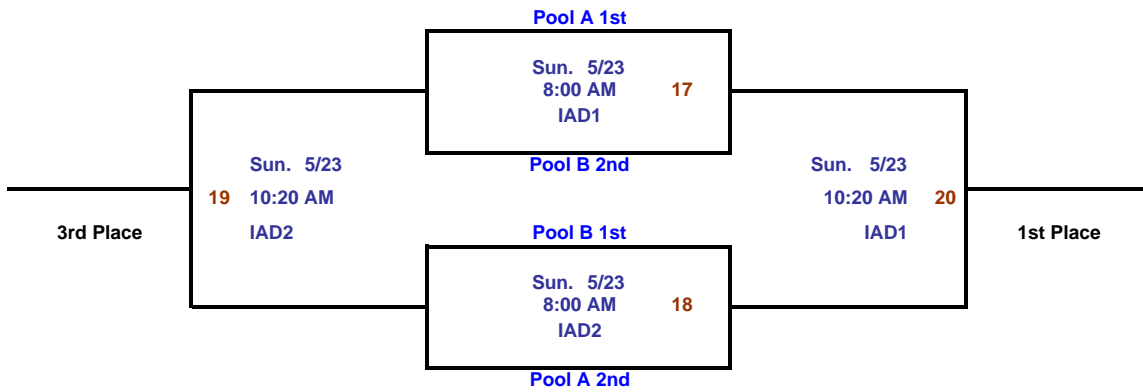 Pool A 1st
Sun. 5/23
8:00 AM 17
IAD1
Pool B 2nd
Sun. 5/23
19 10:20 AM
IAD2
3rd Place
Sun. 5/23
10:20 AM 20
IAD1
1st Place
Pool B 1st
Sun. 5/23
8:00 AM 18
IAD2
Pool A 2nd